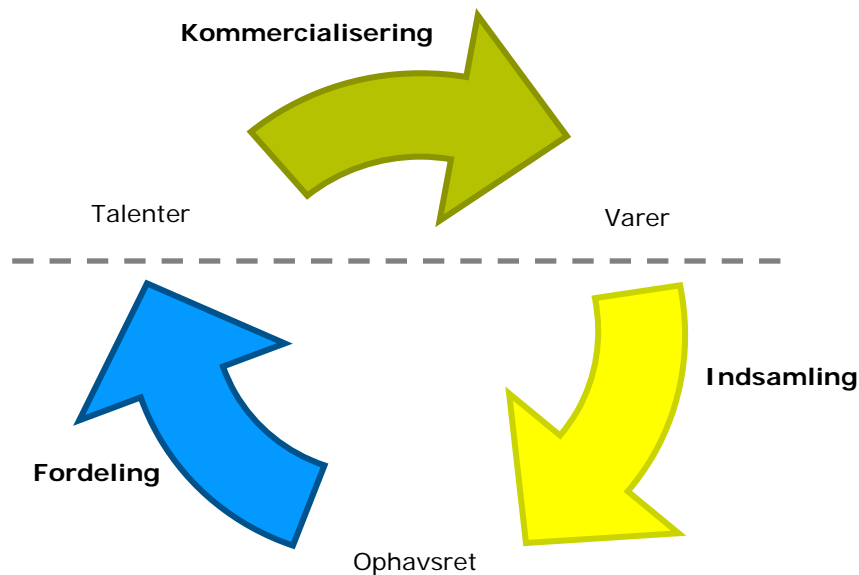 Kommercialisering
Talenter
Varer
Indsamling
Fordeling
Ophavsret